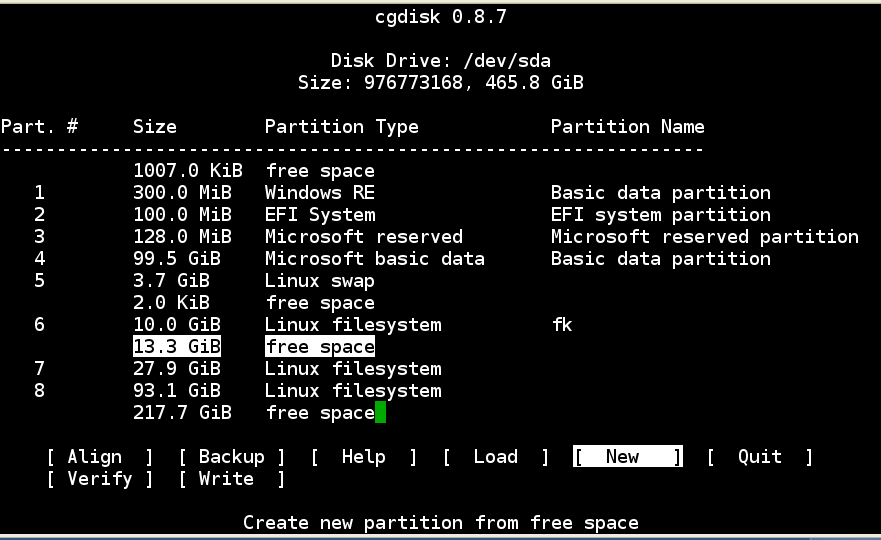 cgdisk 0.8.7
Disk Drive: /dev/sda
Size: 976773168, 465.8 GiB
Part. # Size Partition Type Partition Name
----------------------------------------------------------------
1007.0 KiB free space
1 300.0 MiB Windows RE Basic data partition
2 100.0 MiB EFI System EFI system partition
3 128.0 MiB Microsoft reserved Microsoft reserved partition
4 99.5 GiB Microsoft basic data Basic data partition
5 3.7 GiB Linux swap
2.0 KiB free space
6 10.0 GiB Linux filesystem fk
13.3 GiB free space
7 27.9 GiB Linux filesystem
8 93.1 GiB Linux filesystem
217.7 GiB free space
[ Align ] [ Backup ] [ Help ] [ Load ] [ New ] [ Quit ]
[ Verify ] [ Write ]
Create new partition from free space